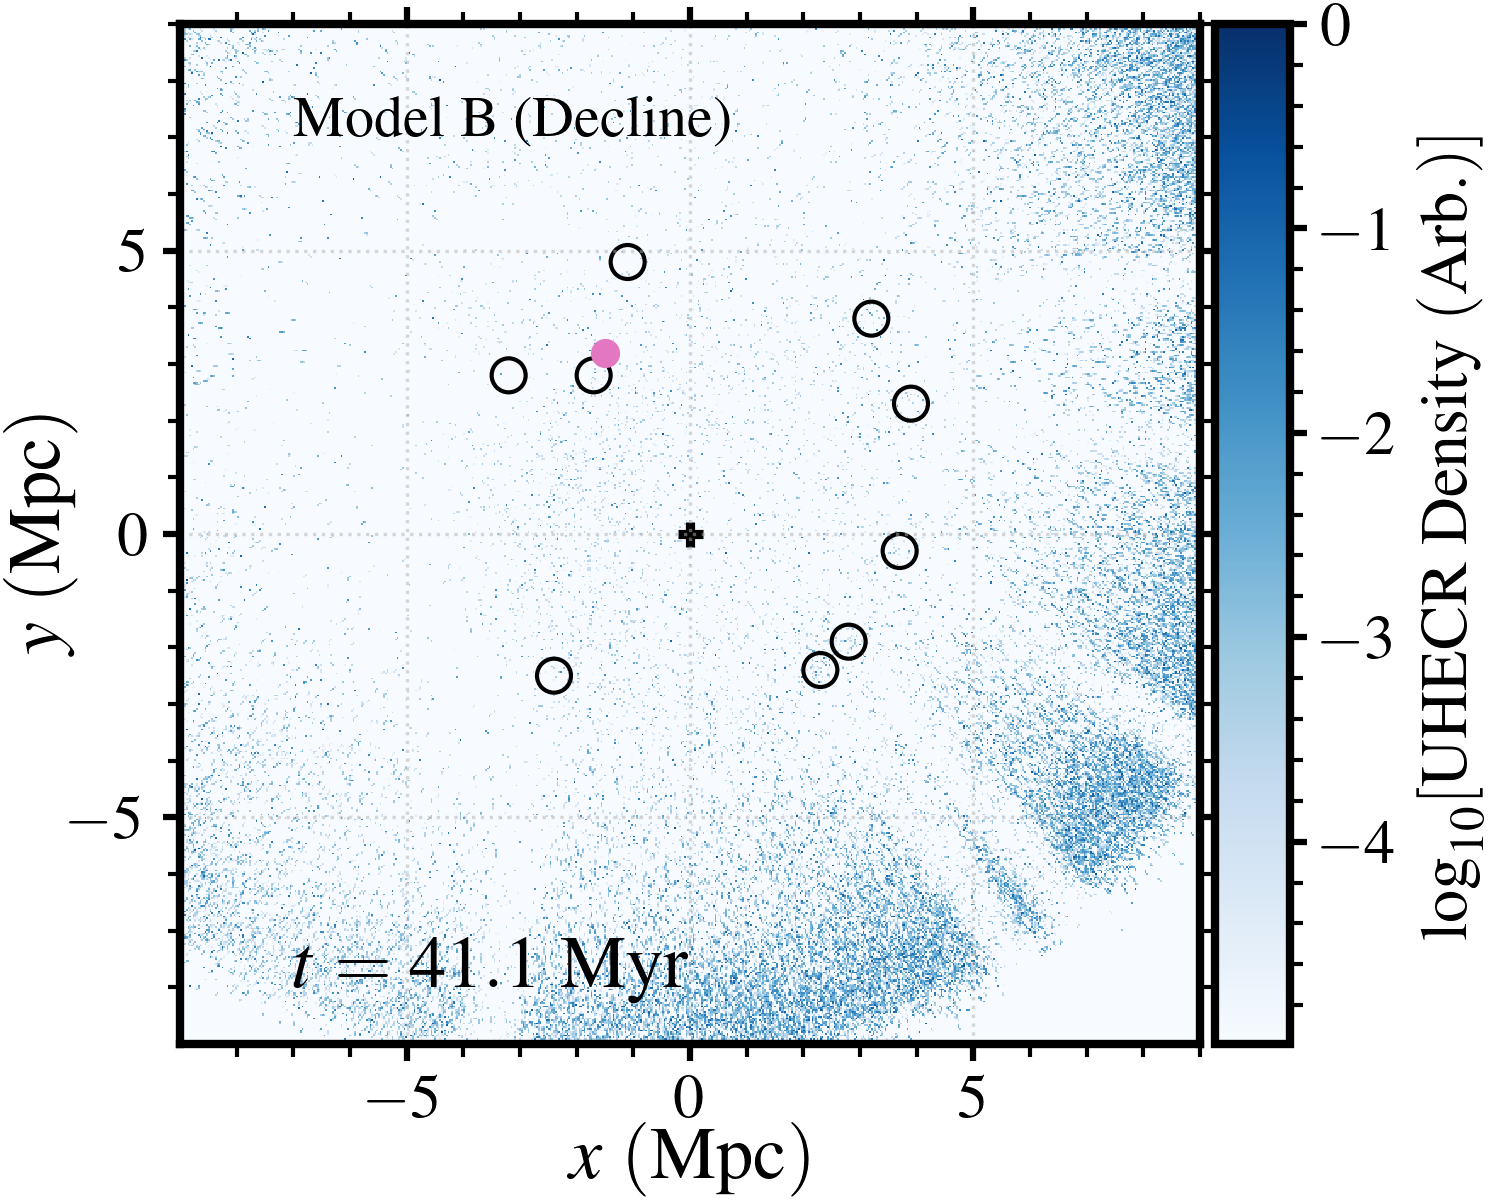 Model B (Decline)
t = 41.1 Myr
5
0
−5
y (Mpc)
−5
0
5
x (Mpc)
0
−1
−2
−3
−4
log10[UHECR Density (Arb.)]